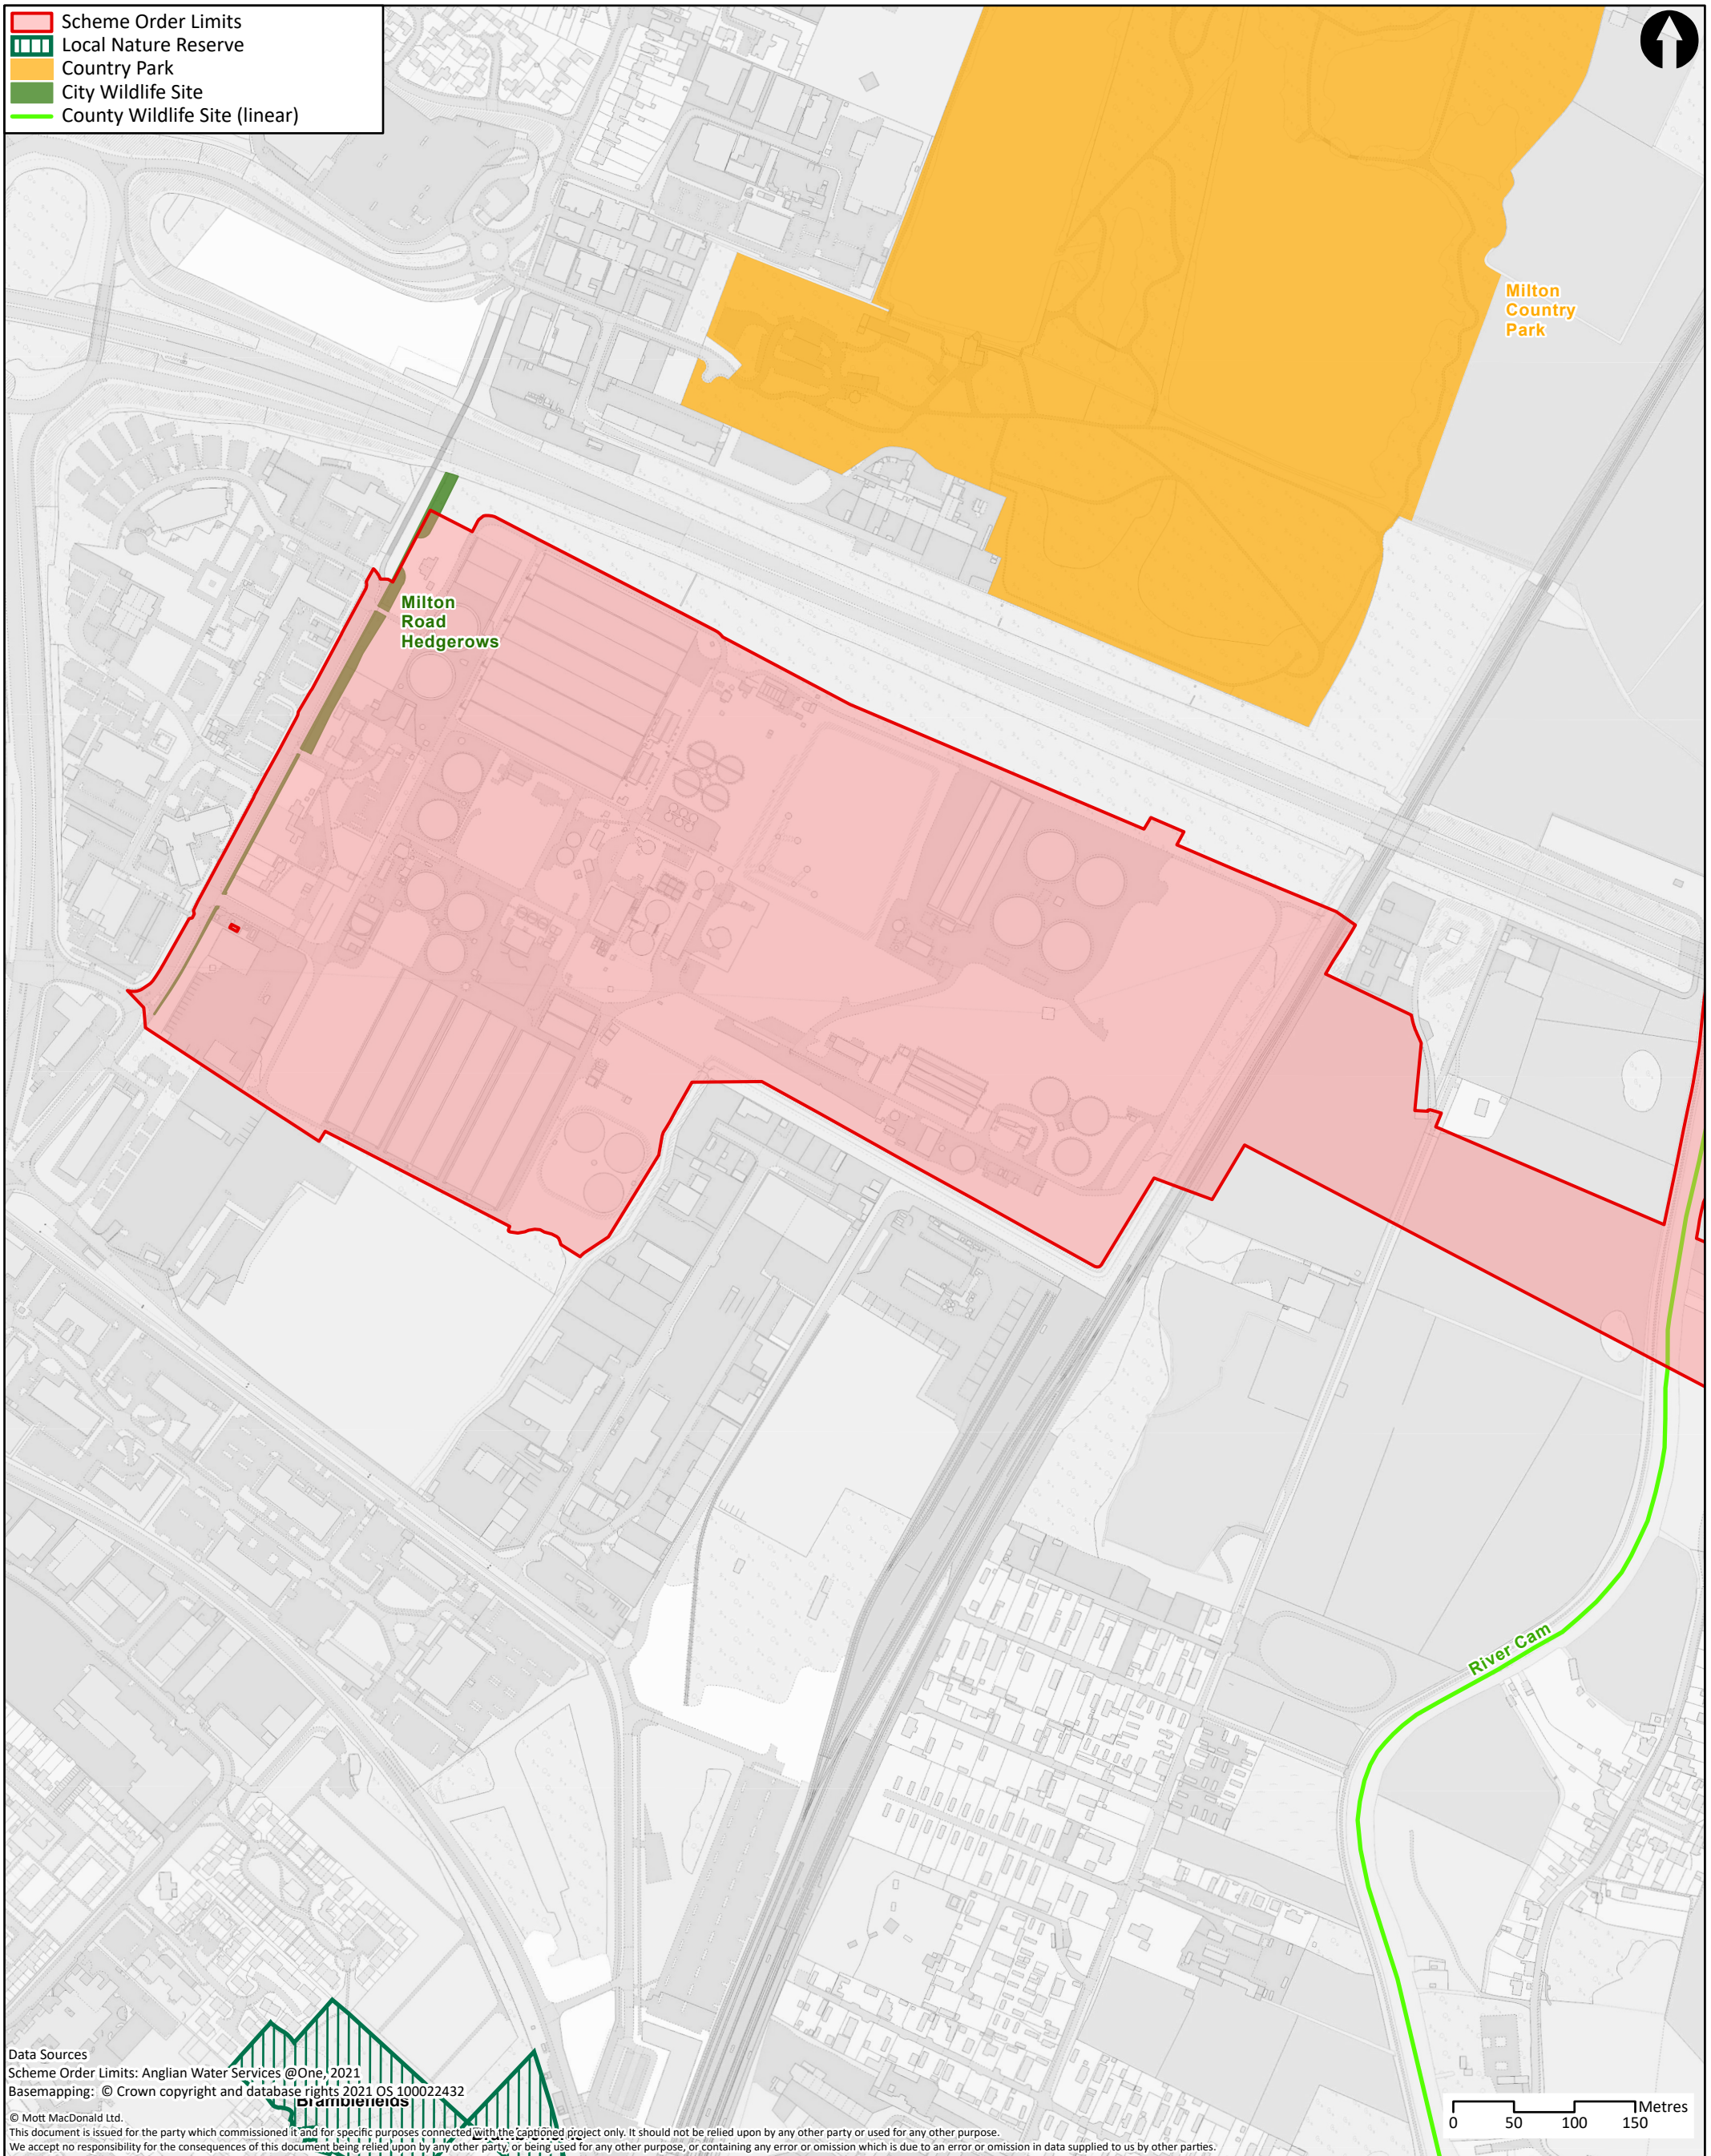 Scheme Order Limits
Local Nature Reserve
Country Park
City Wildlife Site
County Wildlife Site (linear)
Milton
Country
Park
Milton
Road
Hedgerows
River Cam
Data Sources
Scheme Order Limits: Anglian Water Services @One, 2021
Basemapping: © Crown copyright and database rights 2021 OS 100022432
Bramblefields
© Mott MacDonald Ltd.
This document is issued for the party which commissioned it and for specific purposes connected with the captioned project only. It should not be relied upon by any other party or used for any other purpose.
We accept no responsibility for the consequences of this document being relied upon by any other party, or being used for any other purpose, or containing any error or omission which is due to an error or omission in data supplied to us by other parties.
Metres
0 50 100 150